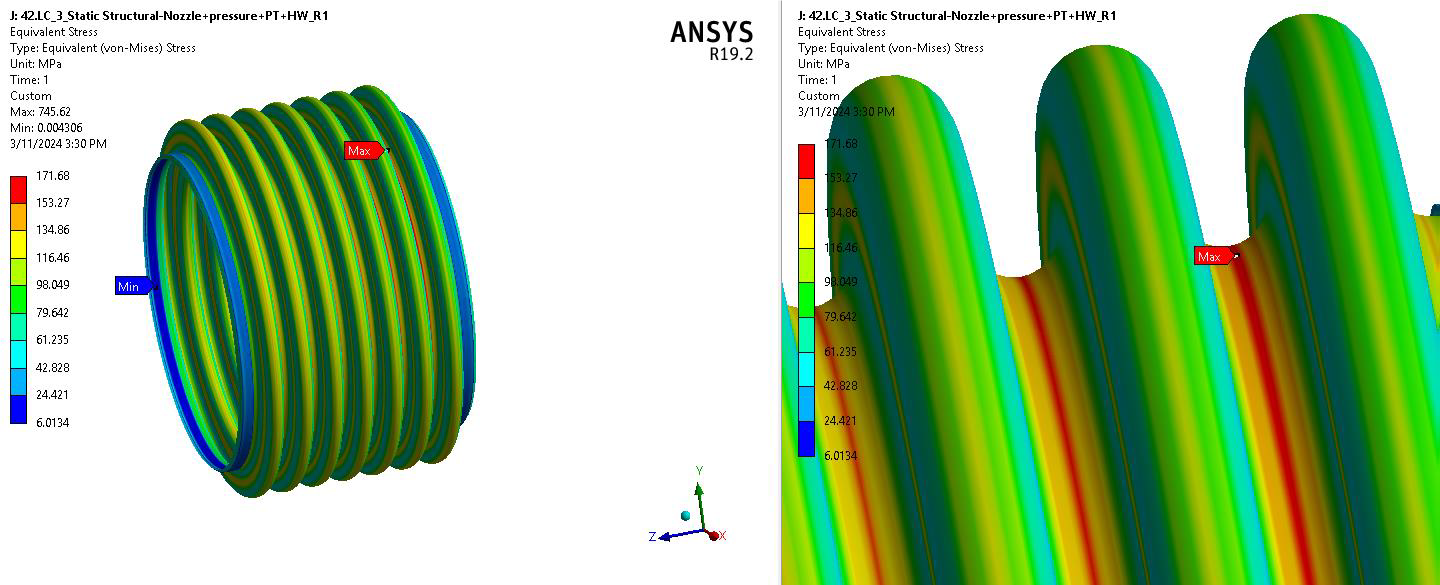 J: 42.LC_3_Static Structural-Nozzle+pressure+PT+HW_R1
Equivalent Stress
Type: Equivalent (von-Mises) Stress
Unit: MPa
Time: 1
Custom
Max: 745.62
Min: 0.004306
3/11/2024 3:30 PM
171.68
153.27
134.86
116.46
98.049
79.642
61.235
42.828
24.421
6.0134
ANSYS
R19.2
Max
Min
Y
Z
X
J: 42.LC_3_Static Structural-Nozzle+pressure+PT+HW_R1
Equivalent Stress
Type: Equivalent (von-Mises) Stress
Unit: MPa
Time: 1
Custom
3/11/2024 3:30 PM
171.68
153.27
134.86
116.46
98.049
79.642
61.235
42.828
24.421
6.0134
Max